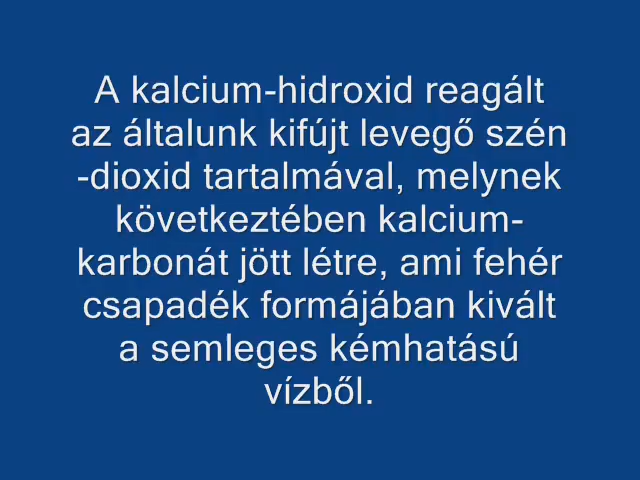 A kalcium-hidroxid reagált
az általunk kifújt levegő szén
-dioxid tartalmával, melynek
következtében kalcium-
karbonát jött létre, ami fehér
csapadék formájában kivált
a semleges kémhatású
vízből.